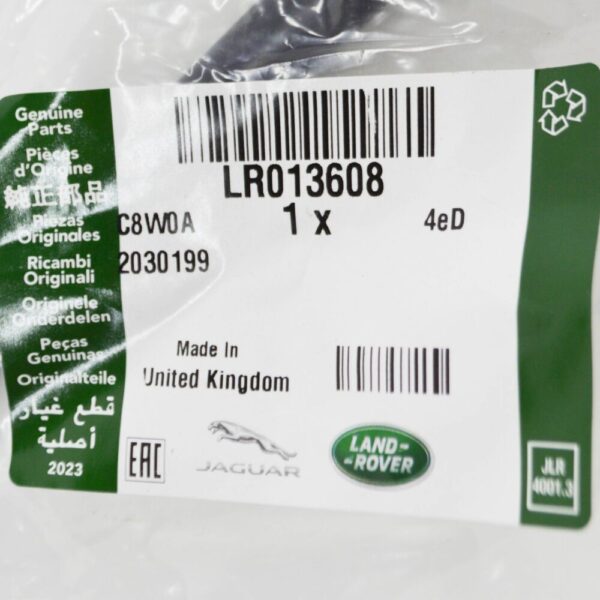 Genuine
Parts
Pièces
d'Origine
純正部品
Piezas
Originales
Ricambi
Originali
Originele
Onderdelen
Peças
Genuinas
Originalteile
قطع غيار
أصلية
2023
LR013608
1 x
4eD
C8W0A
2030199
Made In
United Kingdom
EAC
JAGUAR
LAND-
-ROVER
JLR
4001.3